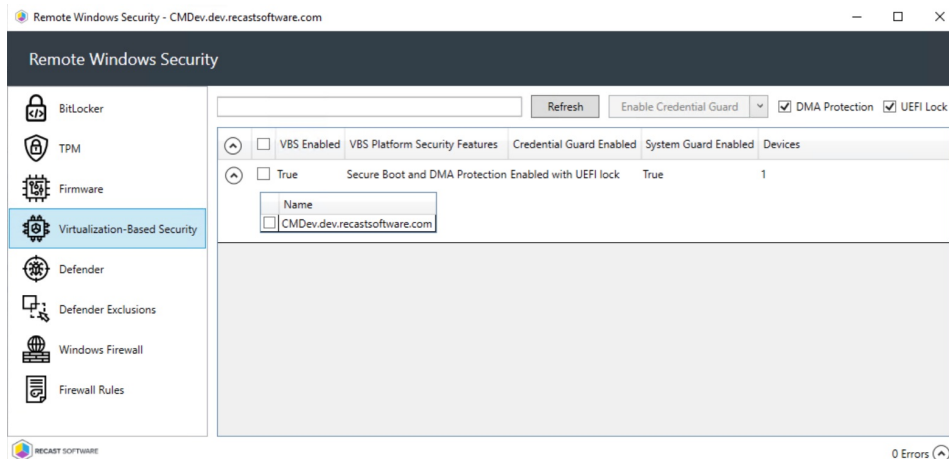 Remote Windows Security - CMDev.dev.recastsoftware.com
Remote Windows Security
BitLocker
TPM
Firmware
Virtualization-Based Security
Defender
Defender Exclusions
Windows Firewall
Firewall Rules
Refresh Enable Credential Guard DMA Protection UEFI Lock
VBS Enabled VBS Platform Security Features Credential Guard Enabled System Guard Enabled Devices
True Secure Boot and DMA Protection Enabled with UEFI lock True 1
Name
CMDev.dev.recastsoftware.com
RECAST SOFTWARE
0 Errors